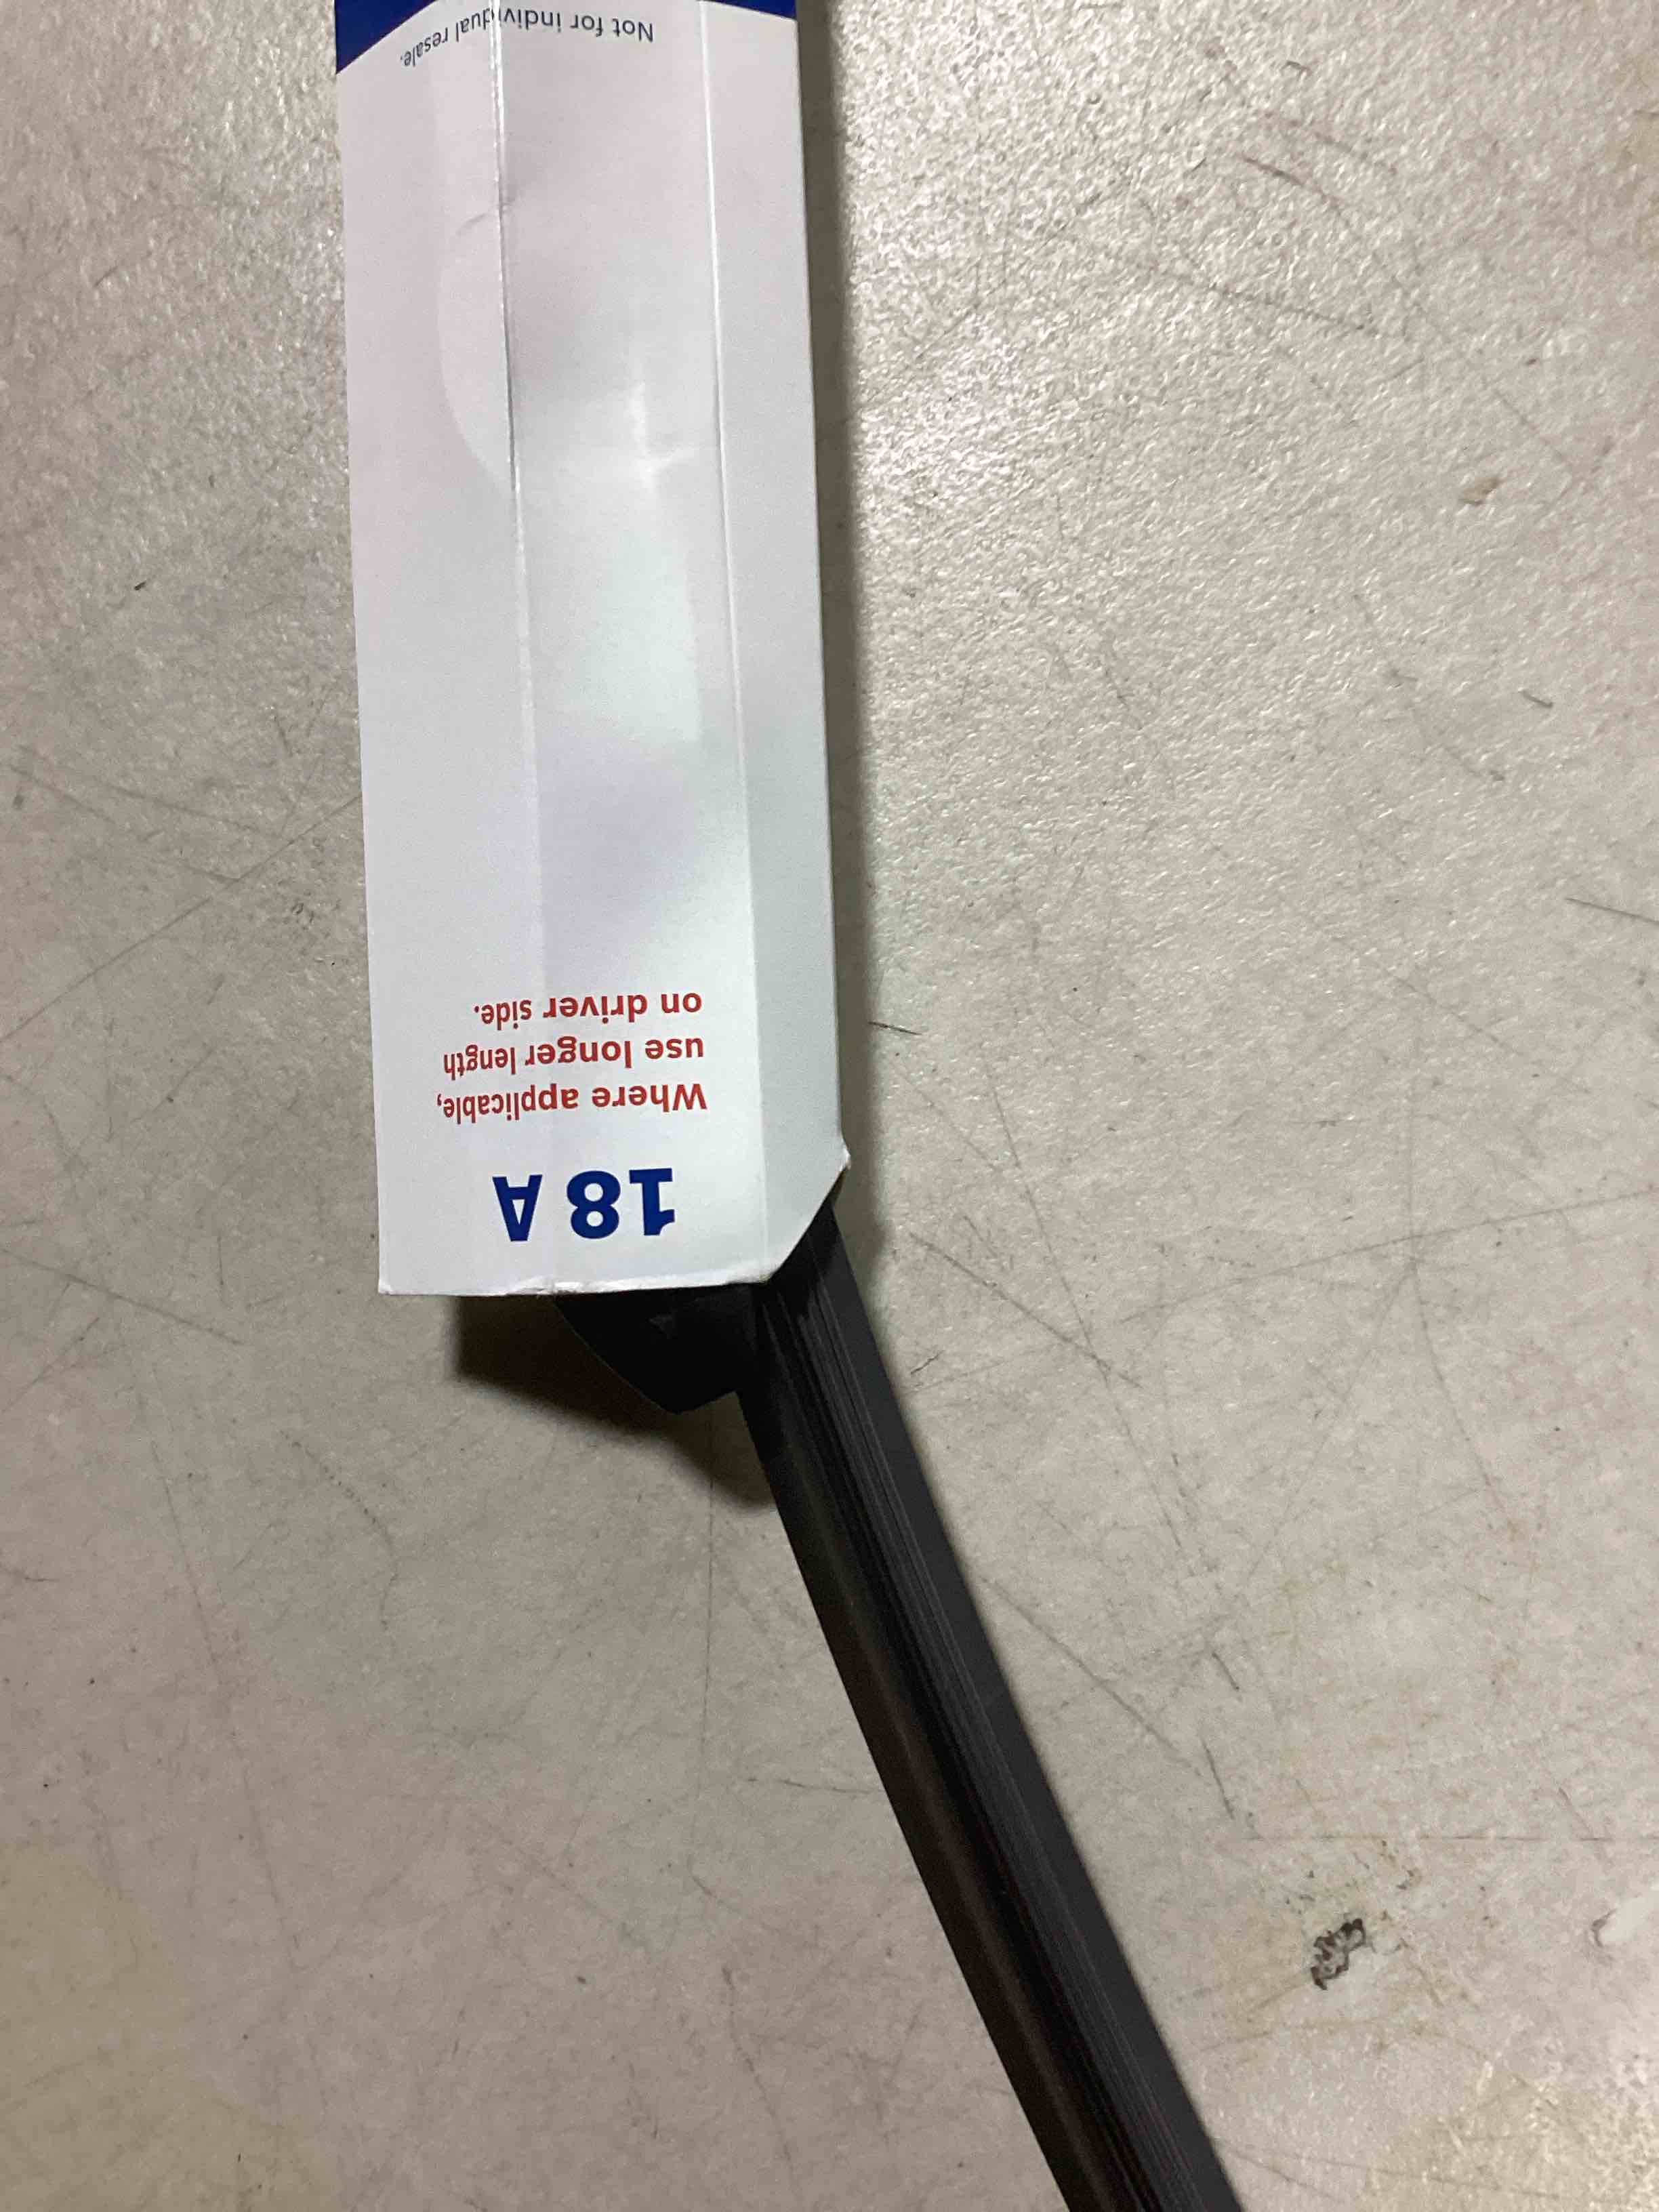 18 A
Where applicable,
use longer length
on driver side.
Not for individual resale.